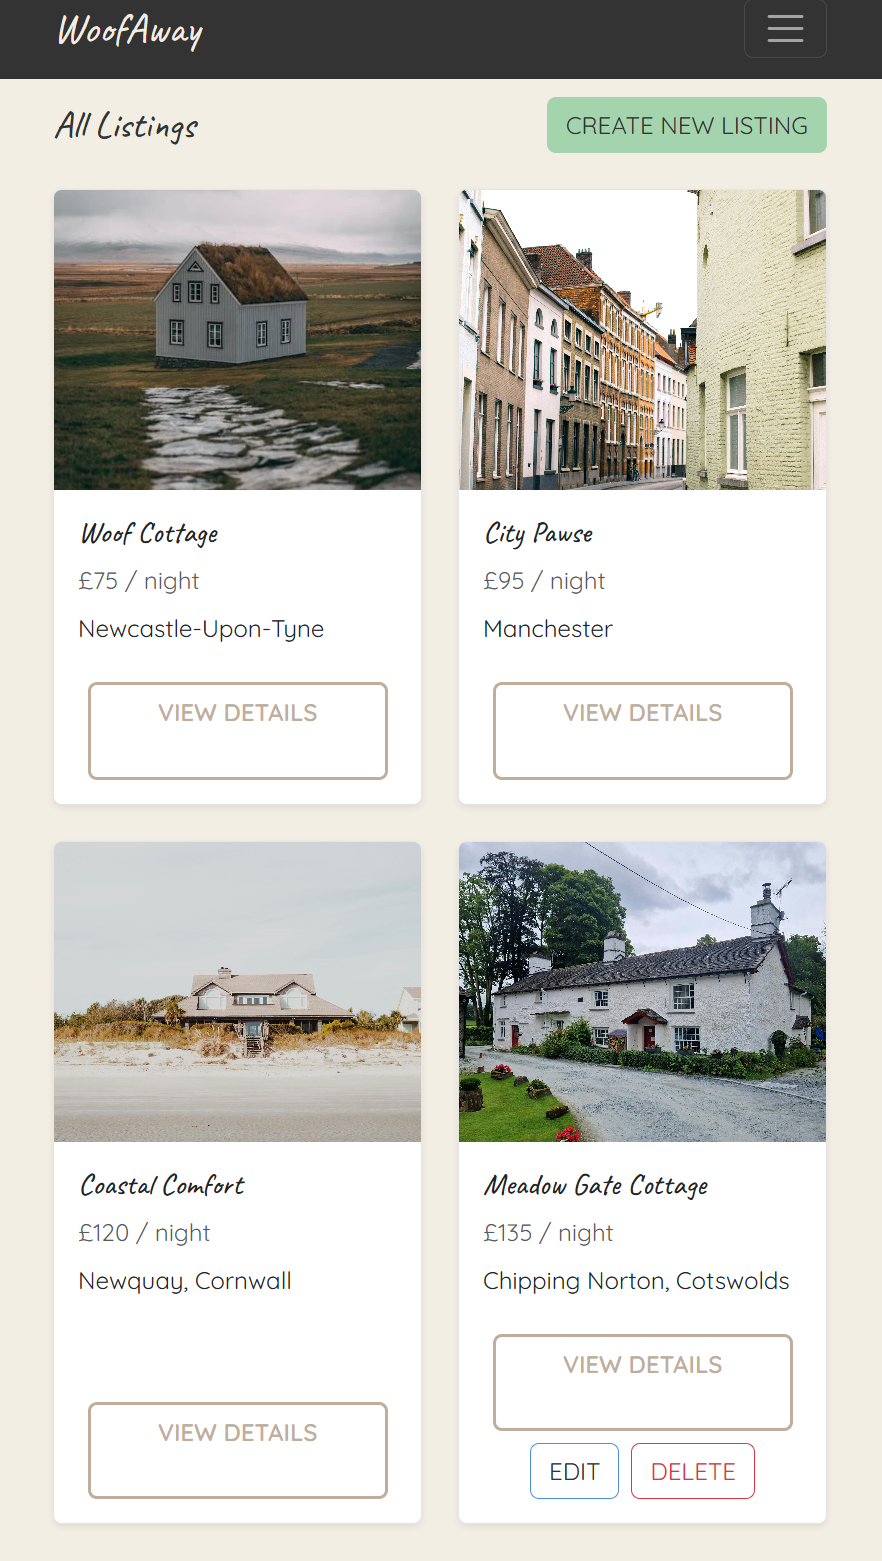 WoofAway
All Listings
CREATE NEW LISTING
Woof Cottage
£75 / night
Newcastle-Upon-Tyne
VIEW DETAILS
City Pawse
£95 / night
Manchester
VIEW DETAILS
Coastal Comfort
£120 / night
Newquay, Cornwall
VIEW DETAILS
Meadow Gate Cottage
£135 / night
Chipping Norton, Cotswolds
VIEW DETAILS
EDIT
DELETE